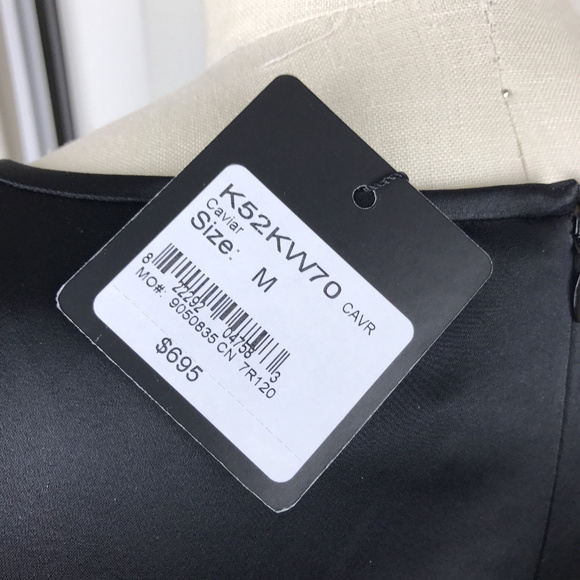 K52KW70 CAVR
Caviar
Size: M
8 22292 04758 3
MO#: 9050835 CN 7R120
$695